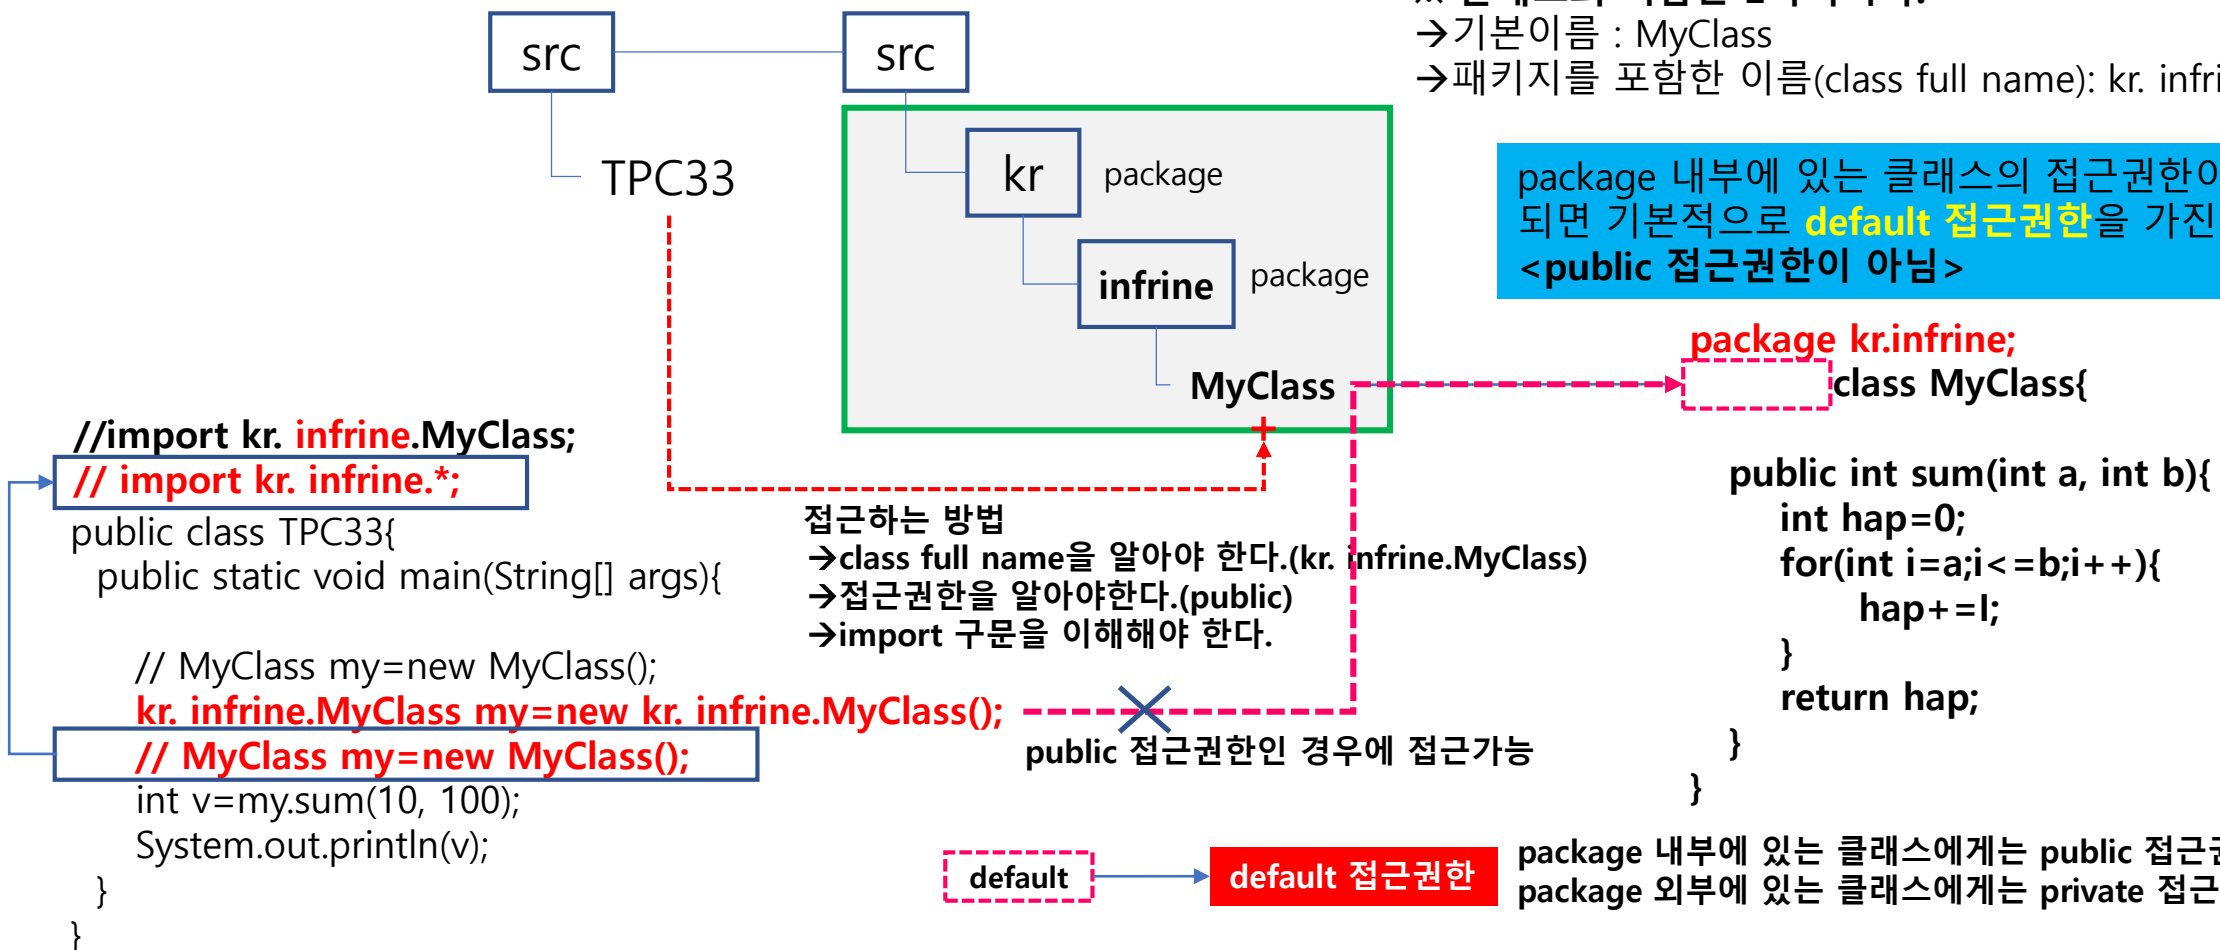 src
src
→기본이름 : MyClass
→패키지를 포함한 이름(class full name): kr. infri
kr
package
TPC33
package 내부에 있는 클래스의 접근권한이
되면 기본적으로 default 접근권한을 가진
<public 접근권한이 아님>
infrine
package
MyClass
package kr.infrine;
class MyClass{
public int sum(int a, int b){
int hap=0;
for(int i=a;i<=b;i++){
hap+=I;
}
return hap;
}
}
//import kr. infrine.MyClass;
// import kr. infrine.*;
public class TPC33{
public static void main(String[] args){
// MyClass my=new MyClass();
kr. infrine.MyClass my=new kr. infrine.MyClass();
// MyClass my=new MyClass();
int v=my.sum(10, 100);
System.out.println(v);
}
}
접근하는 방법
→class full name을 알아야 한다.(kr. infrine.MyClass)
→접근권한을 알아야한다.(public)
→import 구문을 이해해야 한다.
public 접근권한인 경우에 접근가능
default
default 접근권한
package 내부에 있는 클래스에게는 public 접근
package 외부에 있는 클래스에게는 private 접근